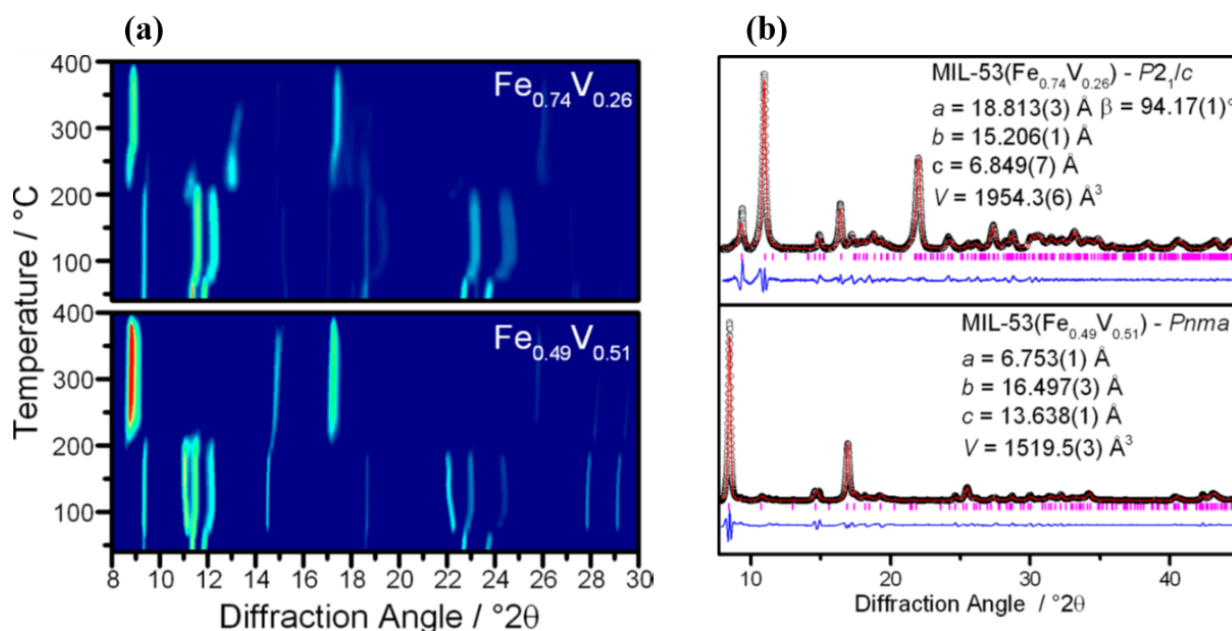 (a)
(b)
Fe0.74V0.26
400
300
200
100
Fe0.49V0.51
400
300
200
100
Temperature / °C
8 10 12 14 16 18 20 22 24 26 28 30
Diffraction Angle / °2θ
MIL-53(Fe0.74V0.26) - P21/c
a = 18.813(3) Å β = 94.17(1)°
b = 15.206(1) Å
c = 6.849(7) Å
V = 1954.3(6) Å3
MIL-53(Fe0.49V0.51) - Pnma
a = 6.753(1) Å
b = 16.497(3) Å
c = 13.638(1) Å
V = 1519.5(3) Å3
10 20 30 40
Diffraction Angle / °2θ